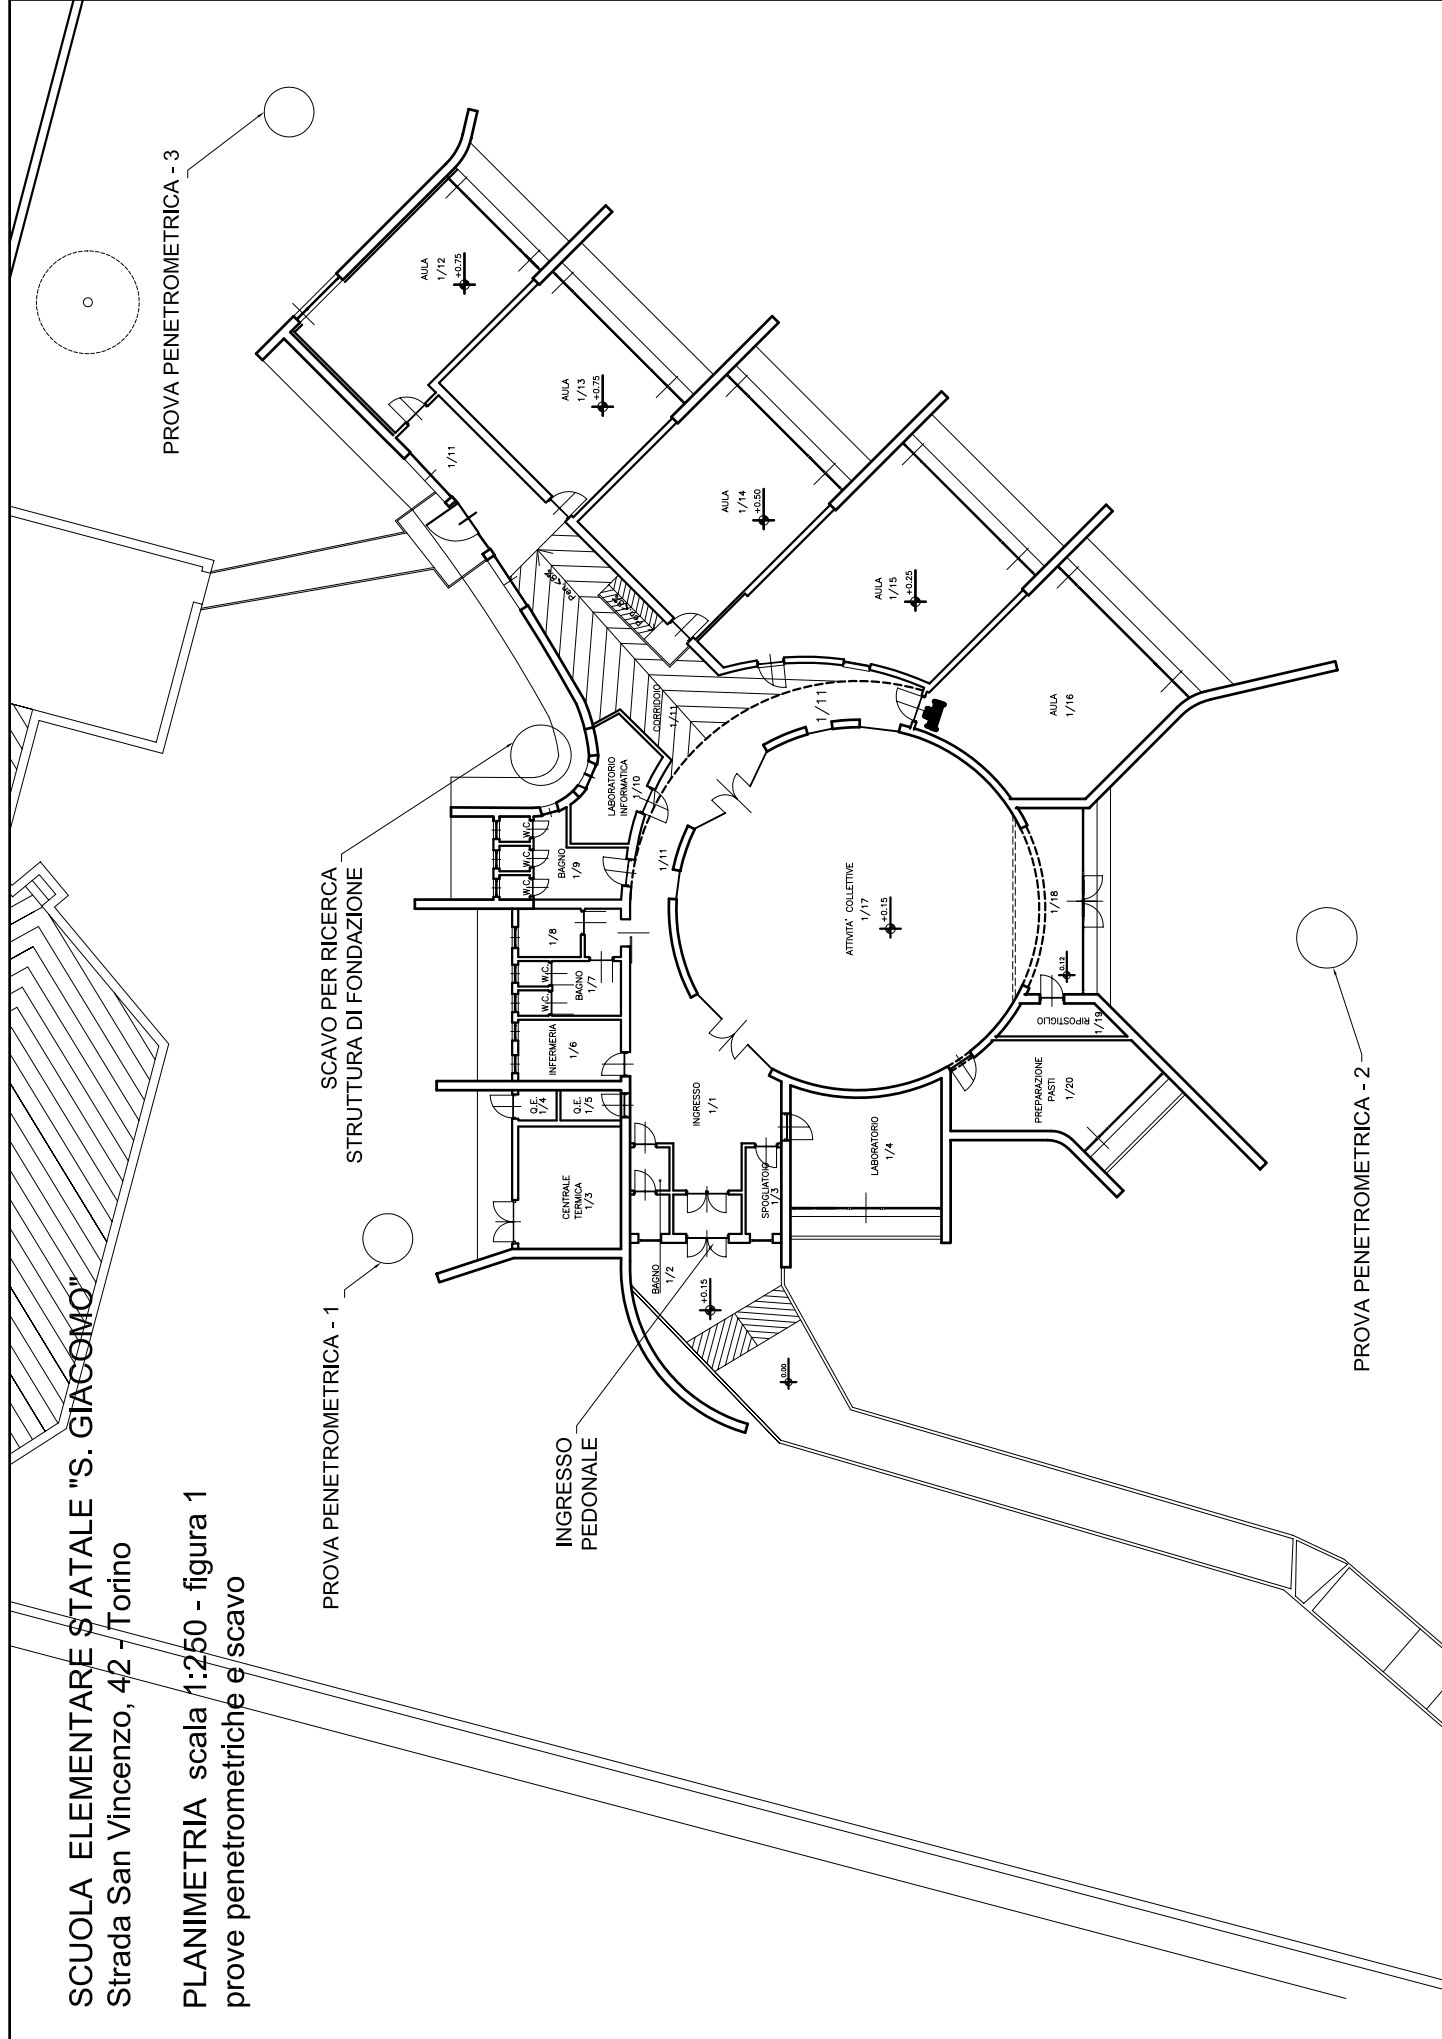 SCUOLA ELEMENTARE STATALE "S. GIACOMO"
Strada San Vincenzo, 42 - Torino
PLANIMETRIA scala 1:250 - figura 1
prove penetrometriche e scavo
PROVA PENETROMETRICA - 1
SCAVO PER RICERCA
STRUTTURA DI FONDAZIONE
PROVA PENETROMETRICA - 3
INGRESSO
PEDONALE
PROVA PENETROMETRICA - 2
CENTRALE
TERMICA
1/3
Q.E.
1/4
Q.E.
1/5
INFERMERIA
1/6
W.C.
W.C.
BAGNO
1/7
1/8
W.C.
W.C.
W.C.
BAGNO
1/9
LABORATORIO
INFORMATICA
1/10
CORRIDOIO
1/11
1/11
1/11
1/11
Pen.<8%
Pen.<8%
AULA
1/12
+0.75
AULA
1/13
+0.75
AULA
1/14
+0.50
AULA
1/15
+0.25
AULA
1/16
BAGNO
1/2
+0.15
0.00
INGRESSO
1/1
SPOGLIATOIO
1/3
LABORATORIO
1/4
ATTIVITA' COLLETTIVE
1/17
+0.15
1/18
0.12
RIPOSTIGLIO
1/19
PREPARAZIONE
PASTI
1/20